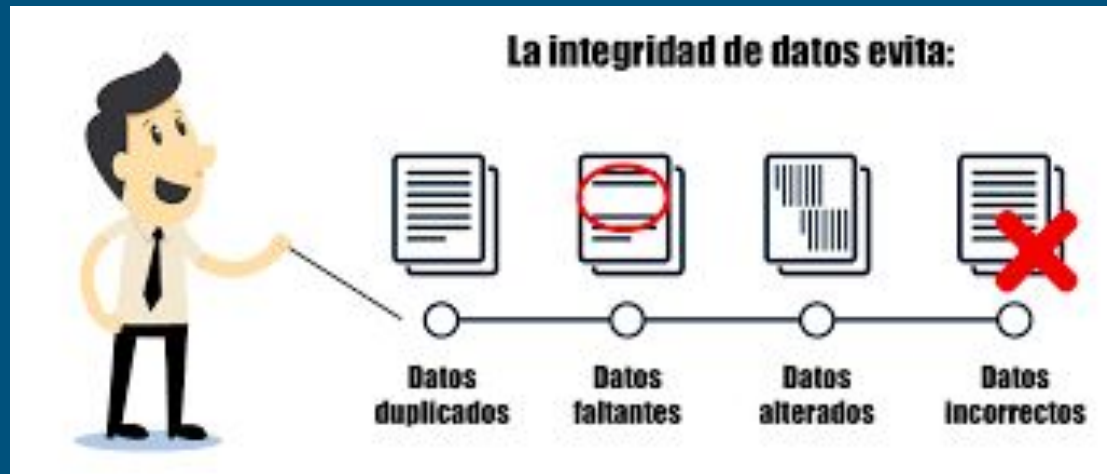 La integridad de datos evita:
Datos
duplicados
Datos
faltantes
Datos
alterados
Datos
incorrectos